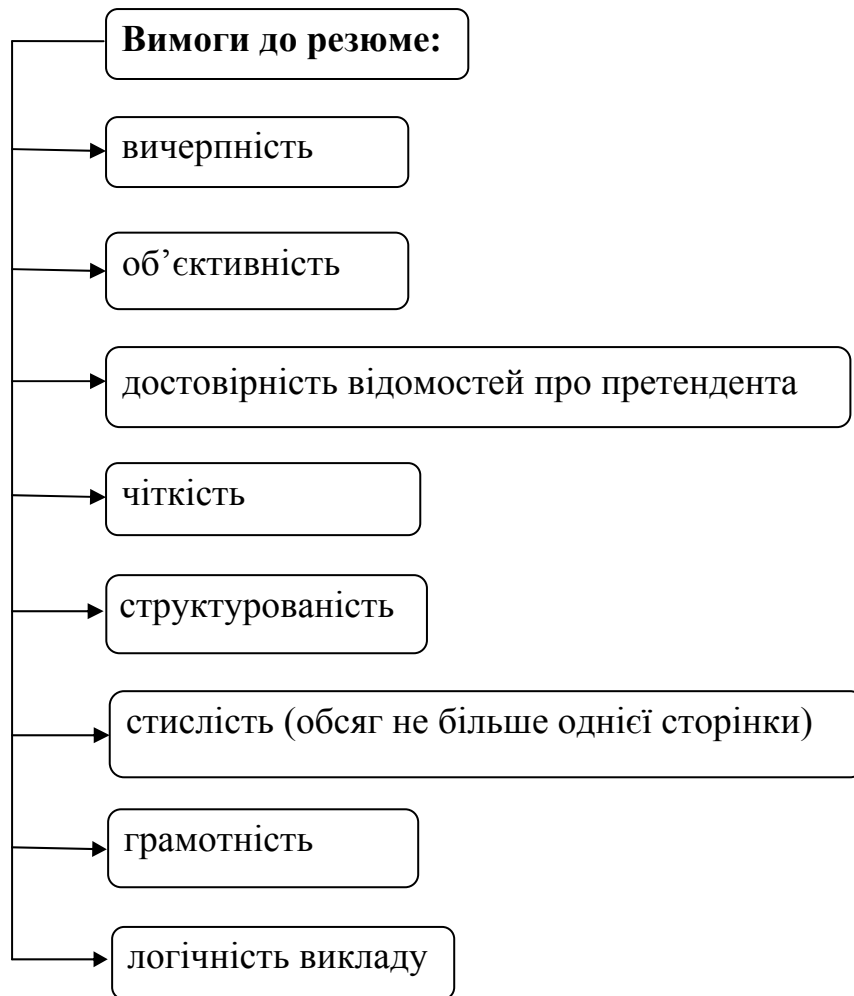 Вимоги до резюме:
вичерпність
об’єктивність
достовірність відомостей про претендента
чіткість
структурованість
стислість (обсяг не більше однієї сторінки)
грамотність
логічність викладу